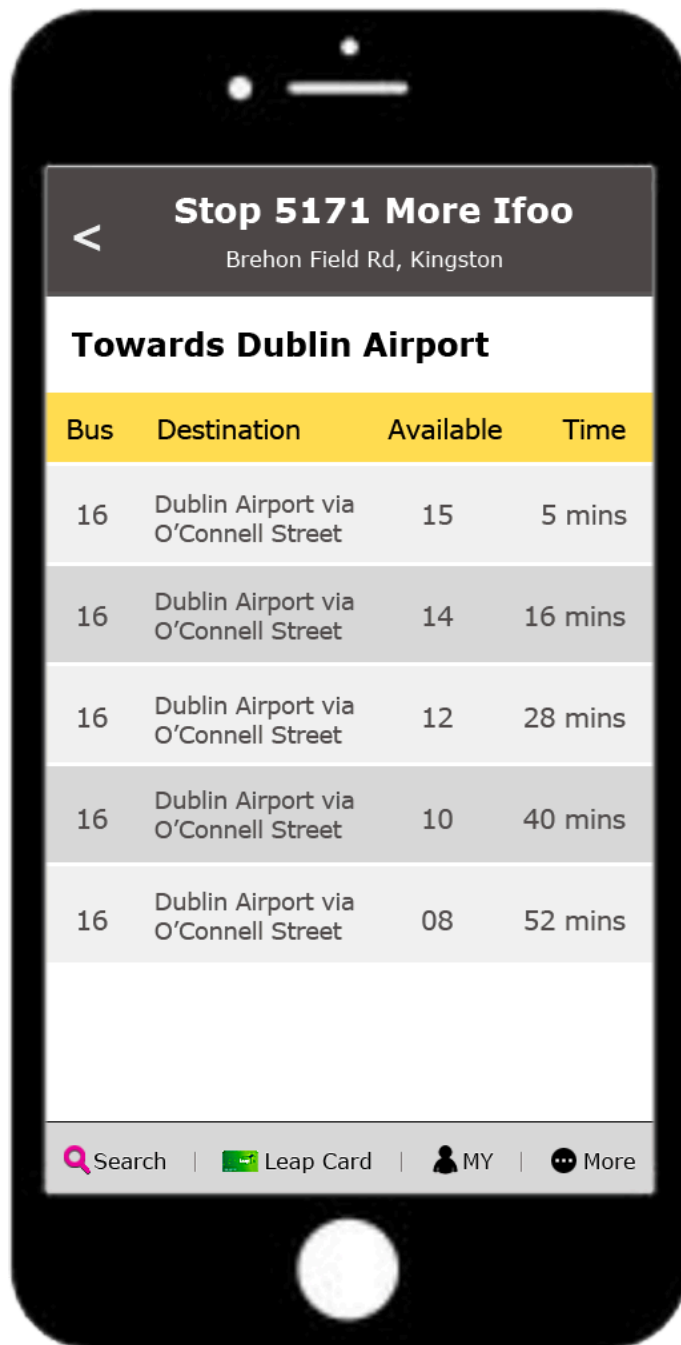 <
Stop 5171 More Ifoo
Brehon Field Rd, Kingston
Towards Dublin Airport
Bus Destination Available Time
16 Dublin Airport via O’Connell Street 15 5 mins
16 Dublin Airport via O’Connell Street 14 16 mins
16 Dublin Airport via O’Connell Street 12 28 mins
16 Dublin Airport via O’Connell Street 10 40 mins
16 Dublin Airport via O’Connell Street 08 52 mins
Search | Leap Card | MY | More